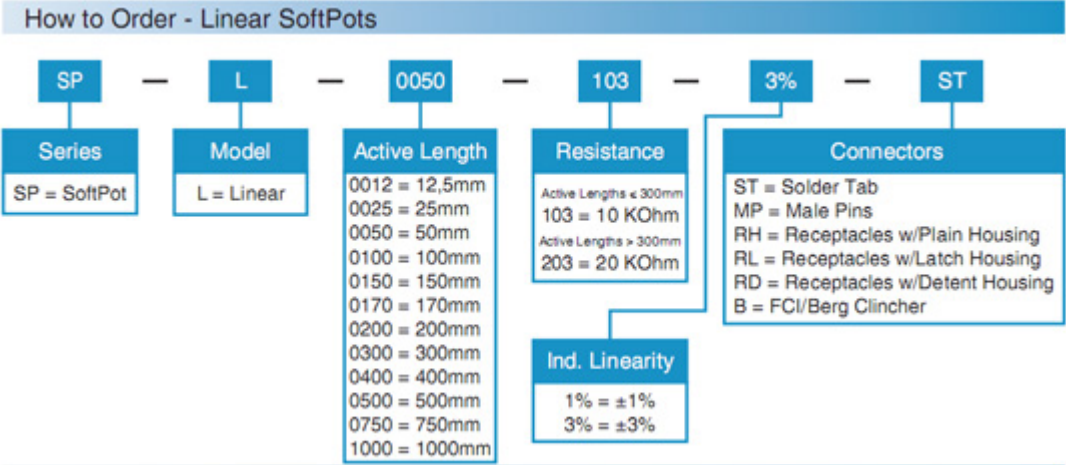 How to Order - Linear SoftPots
SP — L — 0050 — 103 — 3% — ST
Series
SP = SoftPot
Model
L = Linear
Active Length
0012 = 12,5mm
0025 = 25mm
0050 = 50mm
0100 = 100mm
0150 = 150mm
0170 = 170mm
0200 = 200mm
0300 = 300mm
0400 = 400mm
0500 = 500mm
0750 = 750mm
1000 = 1000mm
Resistance
Active Lengths ≤ 300mm
103 = 10 KOhm
Active Lengths > 300mm
203 = 20 KOhm
Ind. Linearity
1% = ±1%
3% = ±3%
Connectors
ST = Solder Tab
MP = Male Pins
RH = Receptacles w/Plain Housing
RL = Receptacles w/Latch Housing
RD = Receptacles w/Detent Housing
B = FCI/Berg Clincher